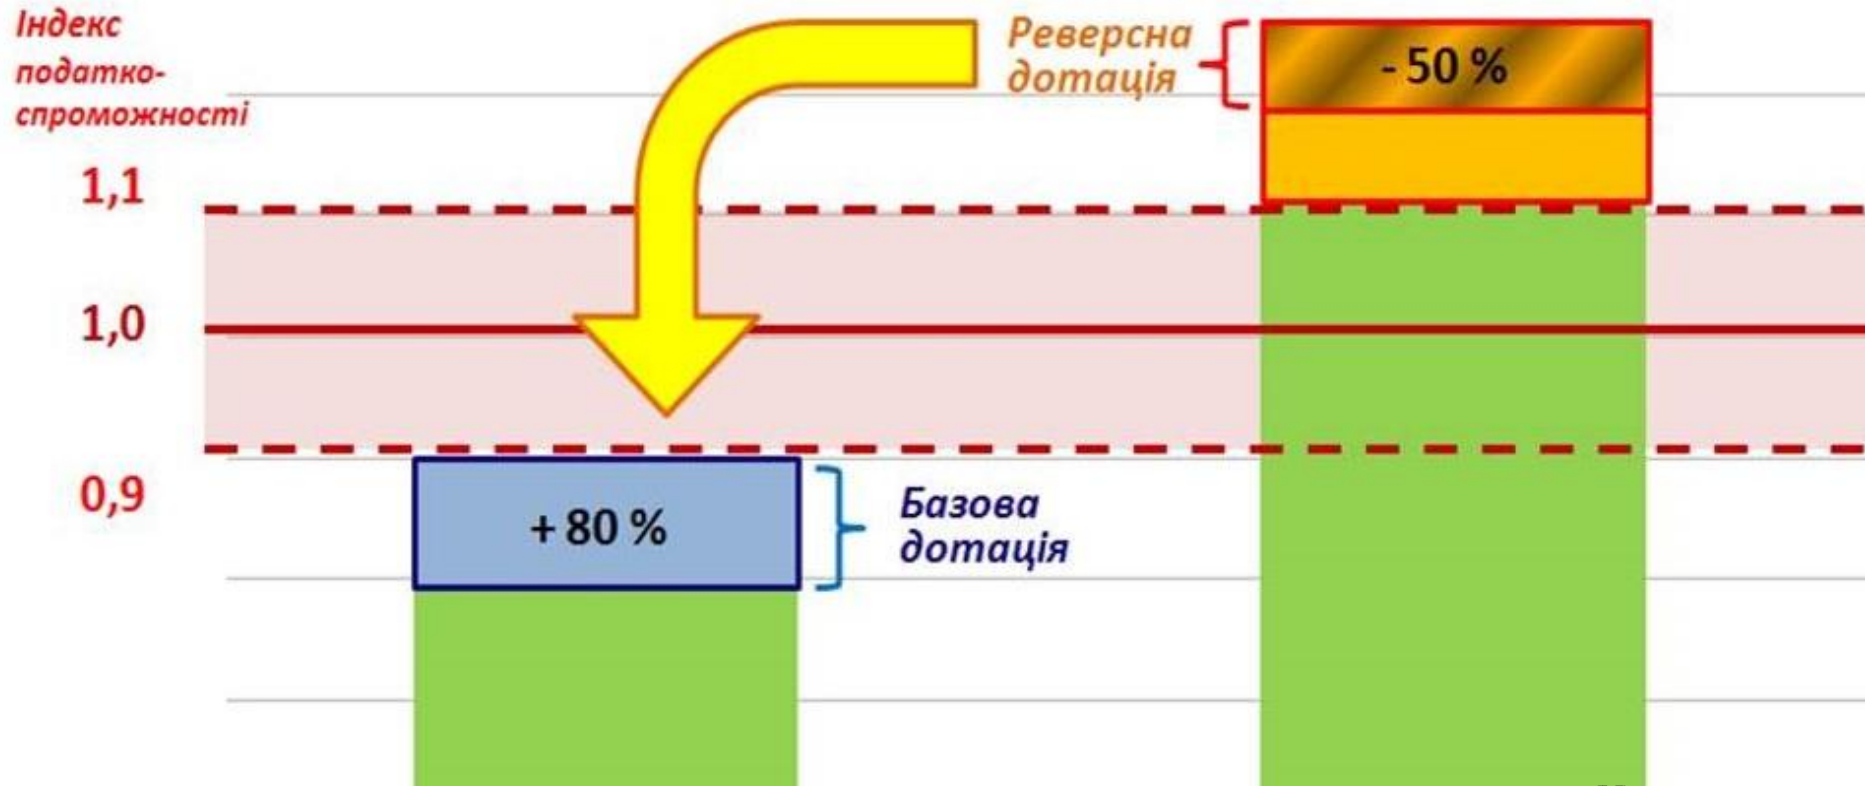 Індекс
податко-
спроможності
Реверсна
дотація
- 50 %
1,1
1,0
0,9
+ 80 %
Базова
дотація